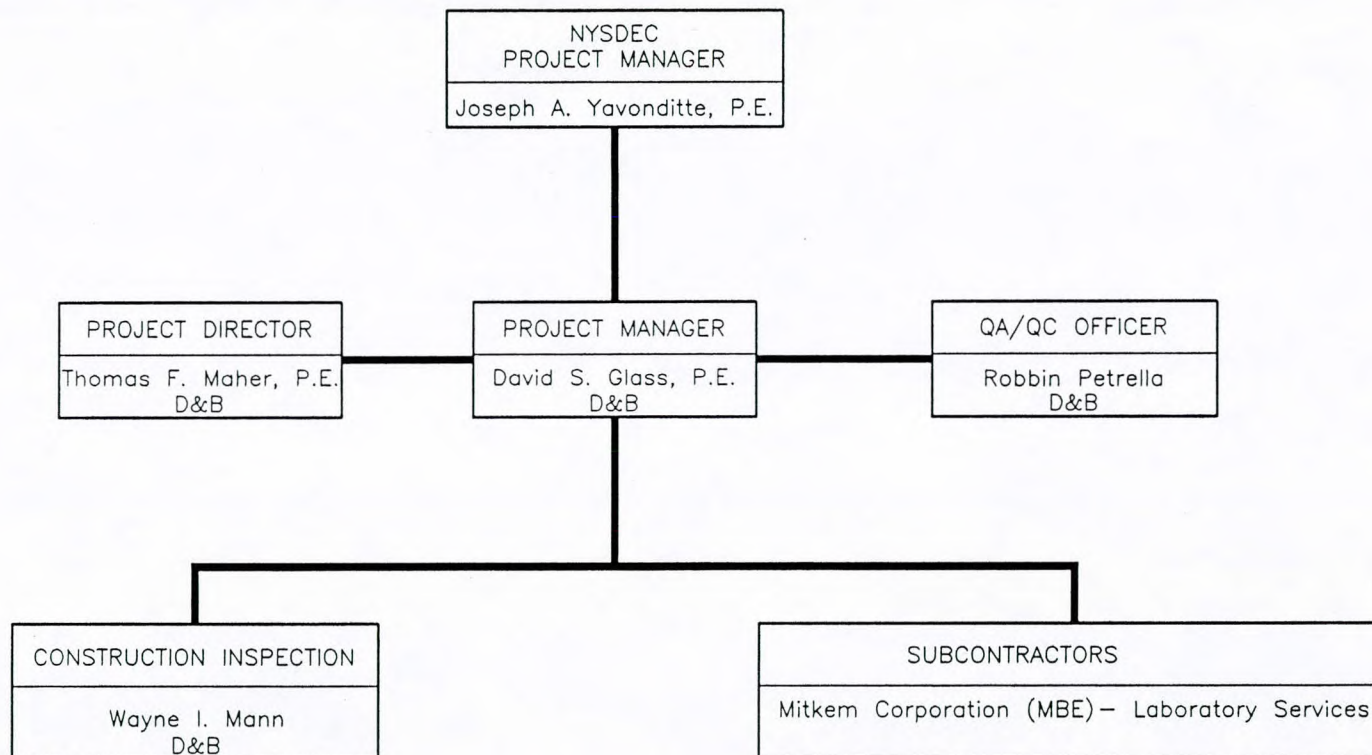 NYSDEC
PROJECT MANAGER
Joseph A. Yavonditte, P.E.
PROJECT DIRECTOR
Thomas F. Maher, P.E.
D&B
PROJECT MANAGER
David S. Glass, P.E.
D&B
QA/QC OFFICER
Robbin Petrella
D&B
CONSTRUCTION INSPECTION
Wayne I. Mann
D&B
SUBCONTRACTORS
Mitkem Corporation (MBE)– Laboratory Services